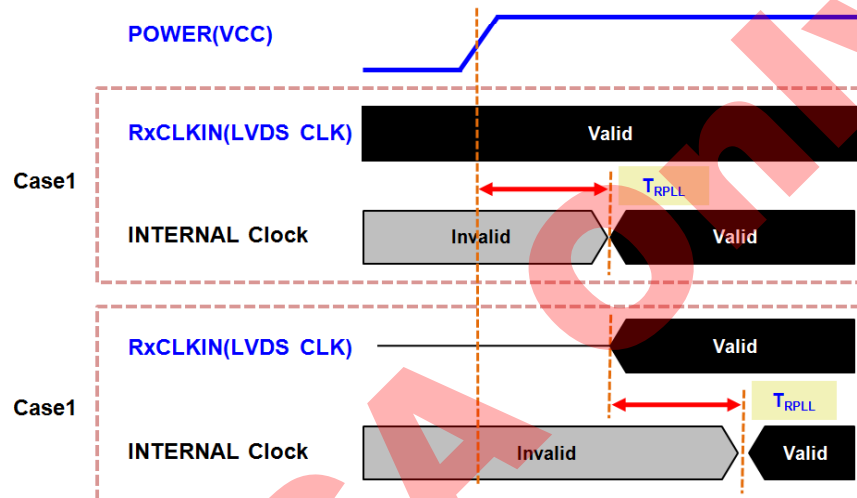 POWER(VCC)
RxCLKIN(LVDS CLK)
Valid
Case1
TRPLL
INTERNAL Clock
Invalid
Valid
RxCLKIN(LVDS CLK)
Valid
Case1
TRPLL
INTERNAL Clock
Invalid
Valid
Only